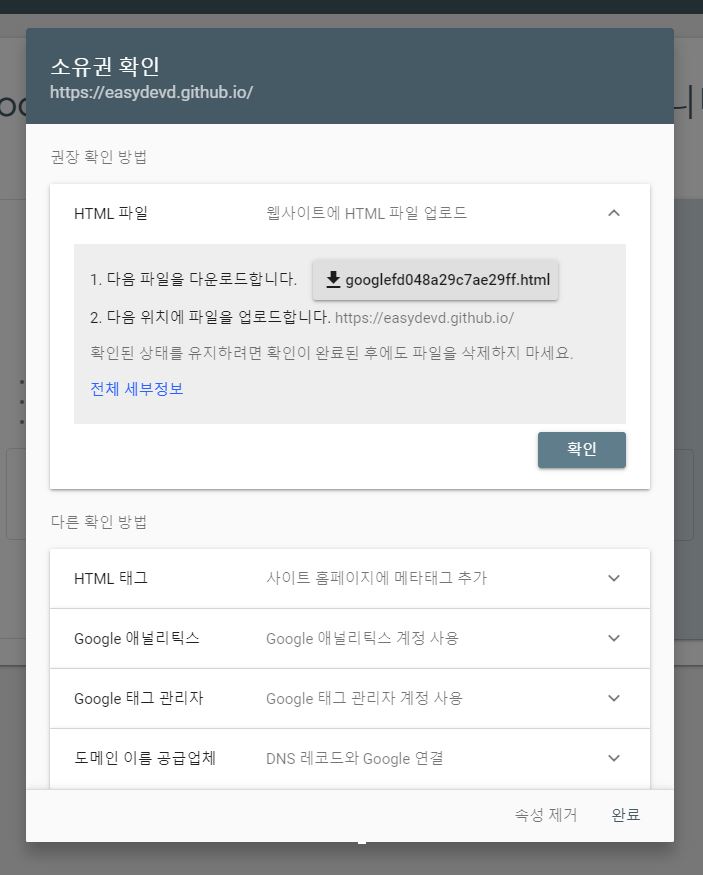 소유권 확인
https://easydevd.github.io/
권장 확인 방법
HTML 파일 웹사이트에 HTML 파일 업로드
1. 다음 파일을 다운로드합니다. googlefd048a29c7ae29ff.html
2. 다음 위치에 파일을 업로드합니다. https://easydevd.github.io/
확인된 상태를 유지하려면 확인이 완료된 후에도 파일을 삭제하지 마세요.
전체 세부정보
확인
다른 확인 방법
HTML 태그 사이트 홈페이지에 메타태그 추가
Google 애널리틱스 Google 애널리틱스 계정 사용
Google 태그 관리자 Google 태그 관리자 계정 사용
도메인 이름 공급업체 DNS 레코드와 Google 연결
속성 제거 완료